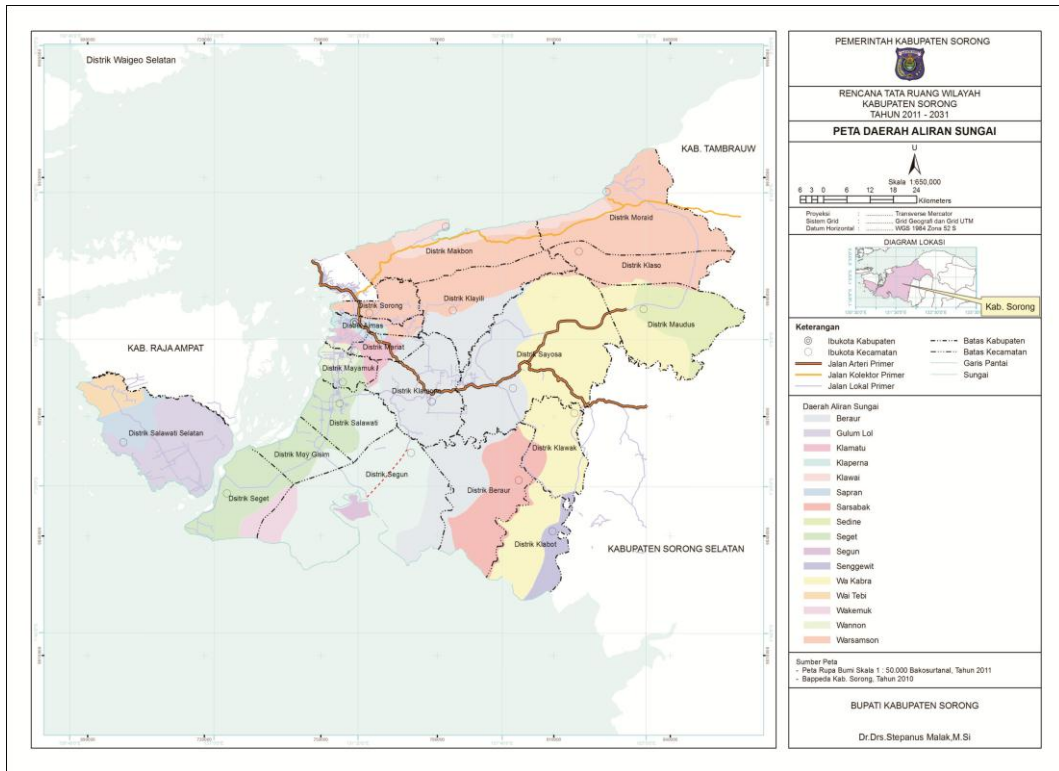 Distrik Waigeo Selatan
KAB. TAMBRAUW
Distrik Moraid
Distrik Makbon
Distrik Klaso
Distrik Sorong
Distrik Klayili
Distrik Aimas
Distrik Maudus
KAB. RAJA AMPAT
Distrik Mariat
Distrik Sayosa
Distrik Mayamuk
Distrik Salawati
Distrik Salawati Selatan
Distrik Klawak
Distrik May Gisim
Distrik Segun
Distrik Beraur
Distrik Seget
Distrik Klabot
KABUPATEN SORONG SELATAN
PEMERINTAH KABUPATEN SORONG
RENCANA TATA RUANG WILAYAH
KABUPATEN SORONG
TAHUN 2011 - 2031
PETA DAERAH ALIRAN SUNGAI
U
Skala 1:650,000
6 3 0 6 12 18 24
Kilometers
Proyeksi : .............. Transverse Mercator
Sistem Grid : .............. Grid Geografi dan Grid UTM
Datum Horizontal : .............. WGS 1984 Zona 52 S
DIAGRAM LOKASI
Kab. Sorong
Keterangan
Ibukota Kabupaten
Ibukota Kecamatan
Jalan Arteri Primer
Jalan Kolektor Primer
Jalan Lokal Primer
Batas Kabupaten
Batas Kecamatan
Garis Pantai
Sungai
Daerah Aliran Sungai
Beraur
Gulum Lol
Klamatu
Klaperna
Klawai
Sapran
Sarsabak
Sedine
Seget
Segun
Senggewit
Wa Kabra
Wai Tebi
Wakemuk
Wannon
Warsamson
Sumber Peta
- Peta Rupa Bumi Skala 1 : 50.000 Bakosurtanal, Tahun 2011
- Bappeda Kab. Sorong, Tahun 2010
BUPATI KABUPATEN SORONG
Dr.Drs.Stepanus Malak,M.Si